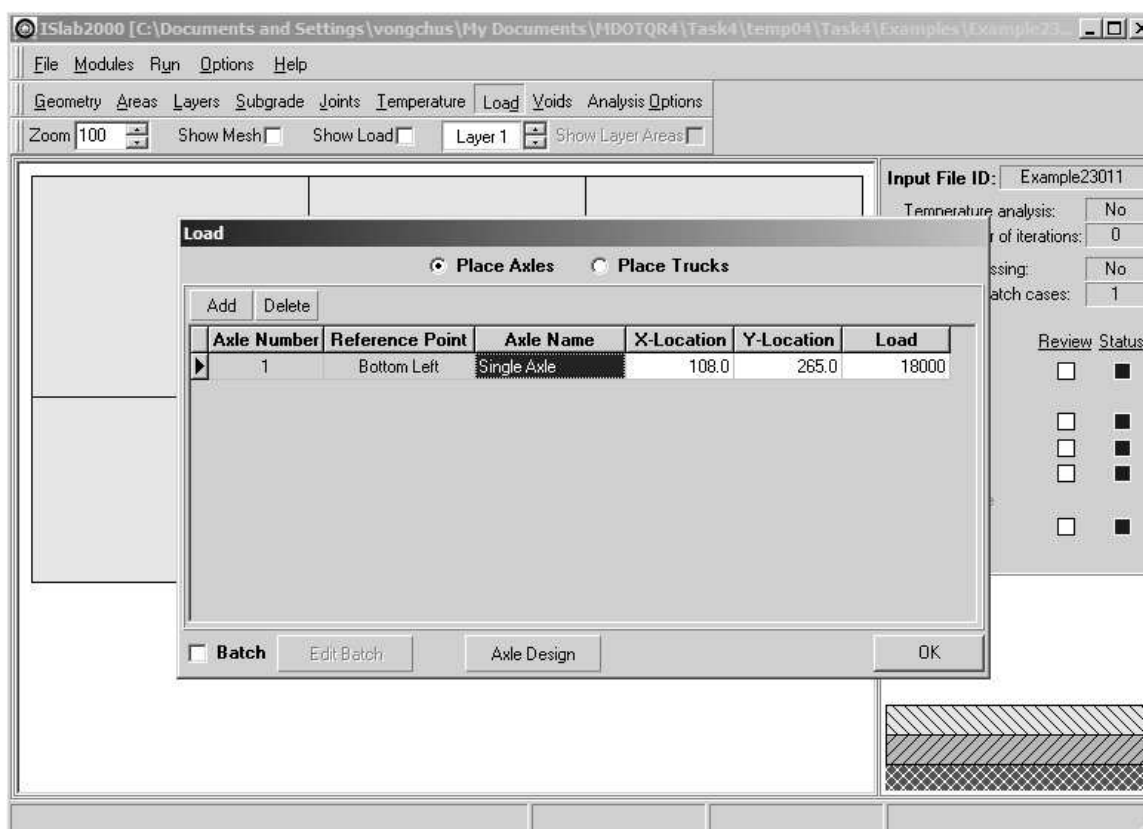 ISlab2000 [C:\Documents and Settings\vongchus\My Documents\MDOTQR4\Task4\temp04\Task4\Examples\Example23...
File Modules Run Options Help
Geometry Areas Layers Subgrade Joints Temperature Load Voids Analysis Options
Zoom 100 Show Mesh Show Load Layer 1 Show Layer Areas
Input File ID: Example23011
Temperature analysis: No
r of iterations: 0
ssing: No
atch cases: 1
Review Status
Load
Place Axles Place Trucks
Add Delete
Axle Number Reference Point Axle Name X-Location Y-Location Load
1 Bottom Left Single Axle 108.0 265.0 18000
Batch Edit Batch Axle Design OK